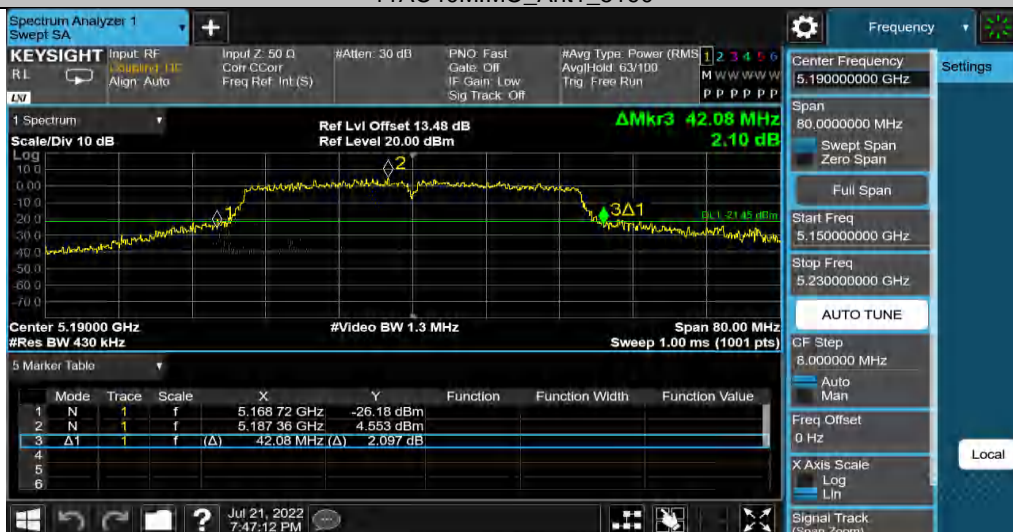 Spectrum Analyzer 1
Swept SA
+
Frequency
KEYSIGHT
RL
LXI
Input: RF
Coupling: DC
Align: Auto
Input Z: 50 Ω
Corr CCorr
Freq Ref: Int (S)
#Atten: 30 dB
PNO: Fast
Gate: Off
IF Gain: Low
Sig Track: Off
#Avg Type: Power (RMS
Avg|Hold: 63/100
Trig: Free Run
1 2 3 4 5 6
M W W W W W
P P P P P P
1 Spectrum
Scale/Div 10 dB
Ref Lvl Offset 13.48 dB
Ref Level 20.00 dBm
ΔMkr3 42.08 MHz
2.10 dB
Log
10.0
0.00
-10.0
-20.0
-30.0
-40.0
-50.0
-60.0
-70.0
1
2
3Δ1
DL1 -21.45 dBm
Center 5.19000 GHz
#Res BW 430 kHz
#Video BW 1.3 MHz
Span 80.00 MHz
Sweep 1.00 ms (1001 pts)
5 Marker Table
Mode Trace Scale X Y Function Function Width Function Value
1 N 1 f 5.168 72 GHz -26.18 dBm
2 N 1 f 5.187 36 GHz 4.553 dBm
3 Δ1 1 f (Δ) 42.08 MHz (Δ) 2.097 dB
4
5
6
?
Jul 21, 2022
7:47:12 PM
Center Frequency
5.190000000 GHz
Span
80.0000000 MHz
Swept Span
Zero Span
Full Span
Start Freq
5.150000000 GHz
Stop Freq
5.230000000 GHz
AUTO TUNE
CF Step
8.000000 MHz
Auto
Man
Freq Offset
0 Hz
X Axis Scale
Log
Lin
Signal Track
(Span Zoom)
Settings
Local